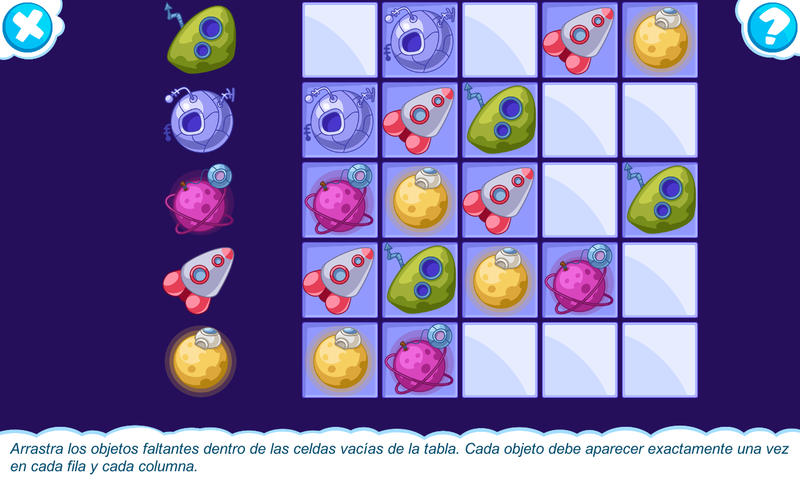 ?
Arrastra los objetos faltantes dentro de las celdas vacías de la tabla. Cada objeto debe aparecer exactamente una vez
en cada fila y cada columna.